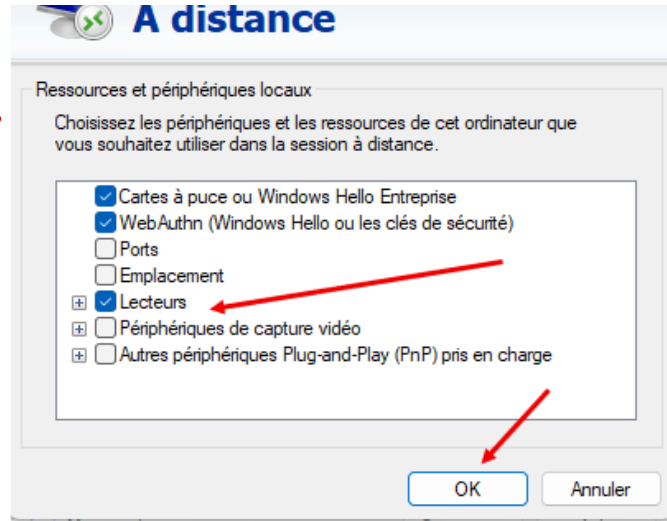 À distance
Ressources et périphériques locaux
Choisissez les périphériques et les ressources de cet ordinateur que
vous souhaitez utiliser dans la session à distance.
Cartes à puce ou Windows Hello Entreprise
WebAuthn (Windows Hello ou les clés de sécurité)
Ports
Emplacement
Lecteurs
Périphériques de capture vidéo
Autres périphériques Plug-and-Play (PnP) pris en charge
OK
Annuler